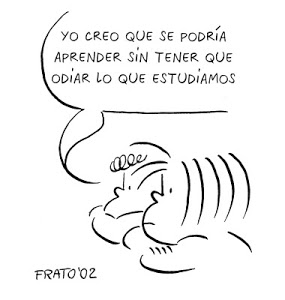 YO CREO QUE SE PODRÍA
APRENDER SIN TENER QUE
ODIAR LO QUE ESTUDIAMOS
FRATO'02